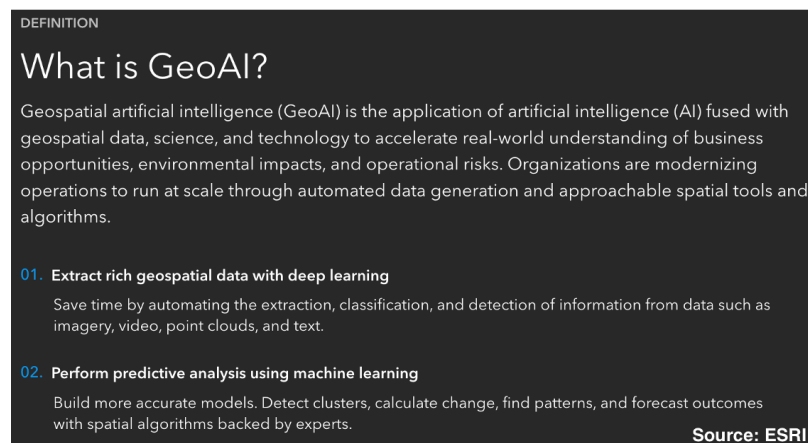 DEFINITION
What is GeoAI?
Geospatial artificial intelligence (GeoAI) is the application of artificial intelligence (AI) fused with
geospatial data, science, and technology to accelerate real-world understanding of business
opportunities, environmental impacts, and operational risks. Organizations are modernizing
operations to run at scale through automated data generation and approachable spatial tools and
algorithms.
01. Extract rich geospatial data with deep learning
Save time by automating the extraction, classification, and detection of information from data such as
imagery, video, point clouds, and text.
02. Perform predictive analysis using machine learning
Build more accurate models. Detect clusters, calculate change, find patterns, and forecast outcomes
with spatial algorithms backed by experts.
Source: ESRI